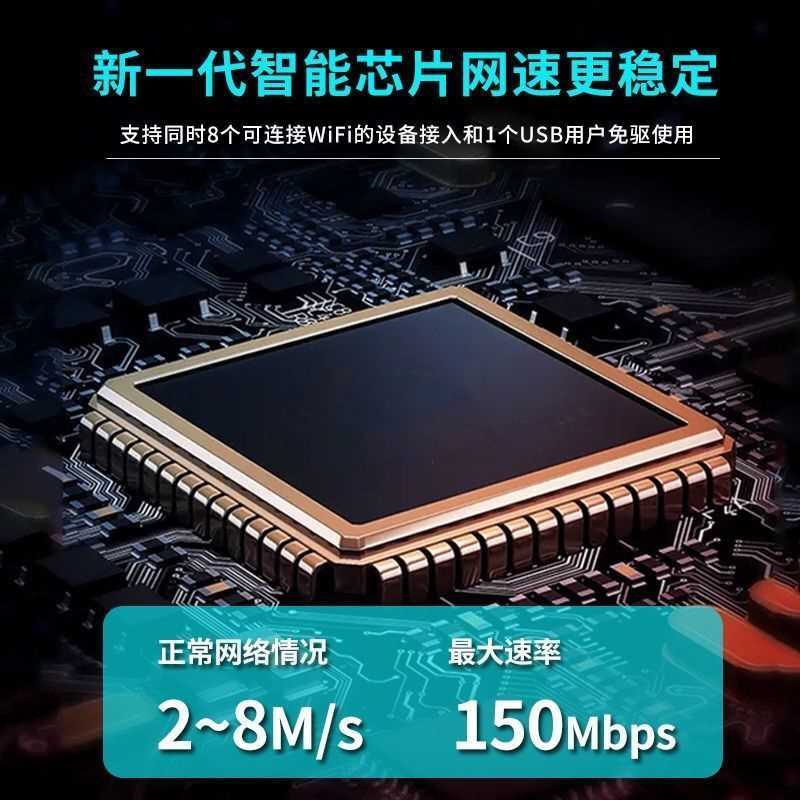 新一代智能芯片网速更稳定
支持同时8个可连接WiFi的设备接入和1个USB用户免驱使用
正常网络情况
2~8M/s
最大速率
150Mbps